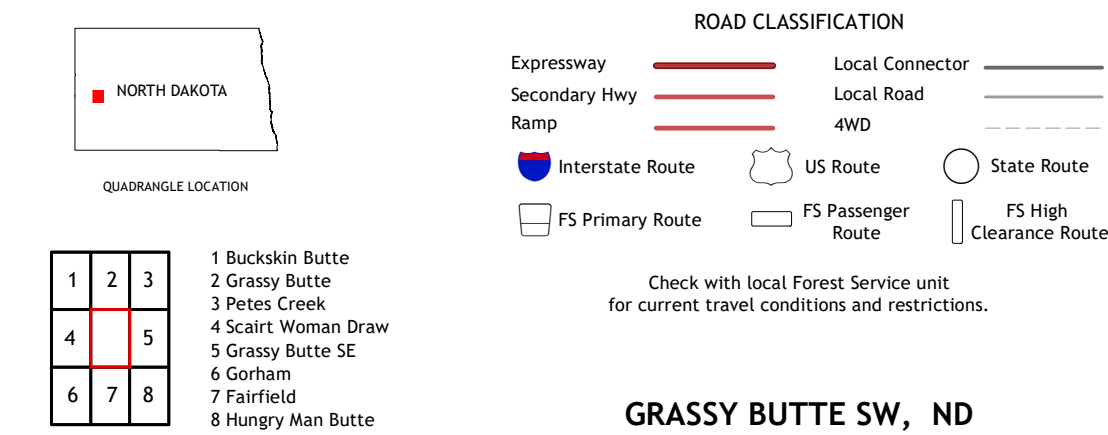 NORTH DAKOTA
QUADRANGLE LOCATION
1 2 3
4 5
6 7 8
1 Buckskin Butte
2 Grassy Butte
3 Petes Creek
4 Scairt Woman Draw
5 Grassy Butte SE
6 Gorham
7 Fairfield
8 Hungry Man Butte
ROAD CLASSIFICATION
Expressway
Secondary Hwy
Ramp
Local Connector
Local Road
4WD
Interstate Route
US Route
State Route
FS Primary Route
FS Passenger
Route
FS High
Clearance Route
Check with local Forest Service unit
for current travel conditions and restrictions.
GRASSY BUTTE SW, ND